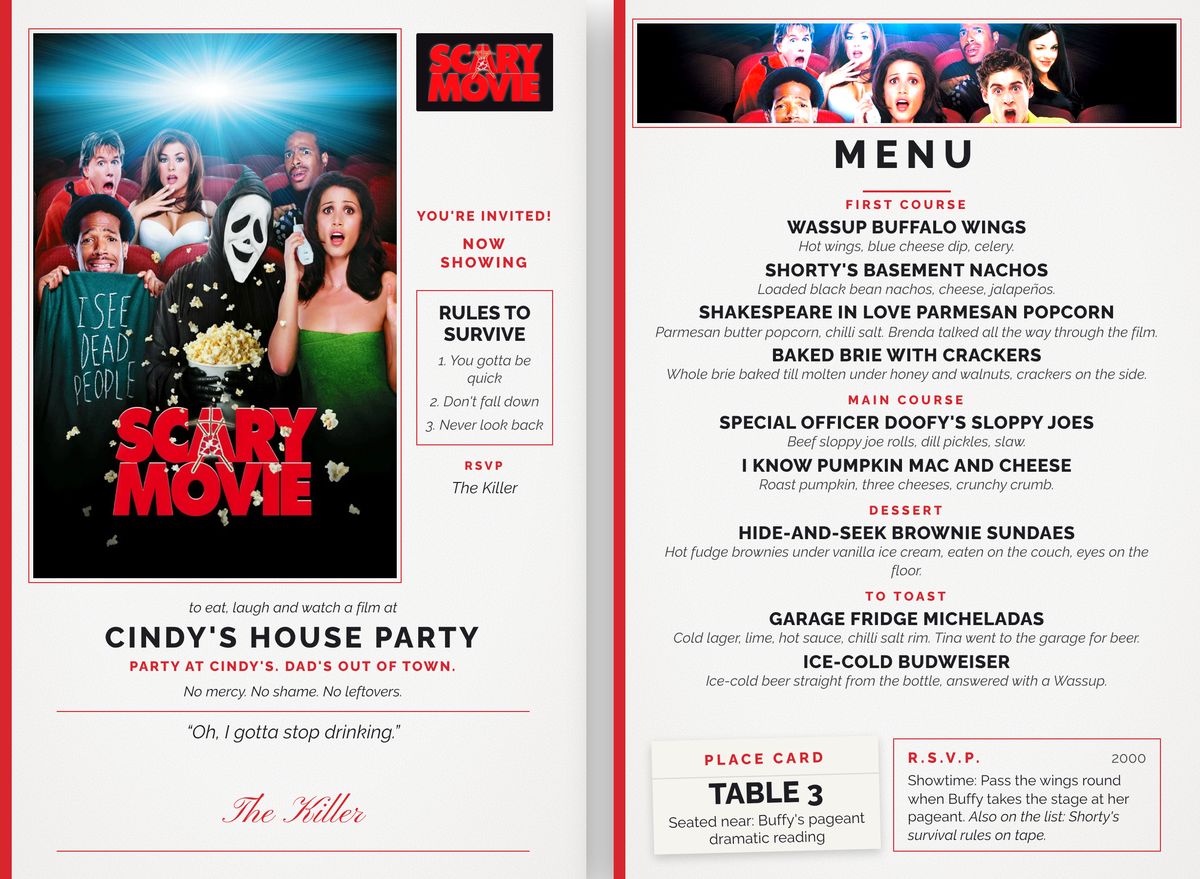 SCARY
MOVIE
I SEE
DEAD
PEOPLE
SCARY
MOVIE
YOU'RE INVITED!
NOW
SHOWING
RULES TO
SURVIVE
1. You gotta be
quick
2. Don't fall down
3. Never look back
RSVP
The Killer
to eat, laugh and watch a film at
CINDY'S HOUSE PARTY
PARTY AT CINDY'S. DAD'S OUT OF TOWN.
No mercy. No shame. No leftovers.
“Oh, I gotta stop drinking.”
The Killer
MENU
FIRST COURSE
WASSUP BUFFALO WINGS
Hot wings, blue cheese dip, celery.
SHORTY'S BASEMENT NACHOS
Loaded black bean nachos, cheese, jalapeños.
SHAKESPEARE IN LOVE PARMESAN POPCORN
Parmesan butter popcorn, chilli salt. Brenda talked all the way through the film.
BAKED BRIE WITH CRACKERS
Whole brie baked till molten under honey and walnuts, crackers on the side.
MAIN COURSE
SPECIAL OFFICER DOOFY'S SLOPPY JOES
Beef sloppy joe rolls, dill pickles, slaw.
I KNOW PUMPKIN MAC AND CHEESE
Roast pumpkin, three cheeses, crunchy crumb.
DESSERT
HIDE-AND-SEEK BROWNIE SUNDAES
Hot fudge brownies under vanilla ice cream, eaten on the couch, eyes on the
floor.
TO TOAST
GARAGE FRIDGE MICHELADAS
Cold lager, lime, hot sauce, chilli salt rim. Tina went to the garage for beer.
ICE-COLD BUDWEISER
Ice-cold beer straight from the bottle, answered with a Wassup.
PLACE CARD
TABLE 3
Seated near: Buffy's pageant
dramatic reading
R.S.V.P. 2000
Showtime: Pass the wings round
when Buffy takes the stage at her
pageant. Also on the list: Shorty's
survival rules on tape.